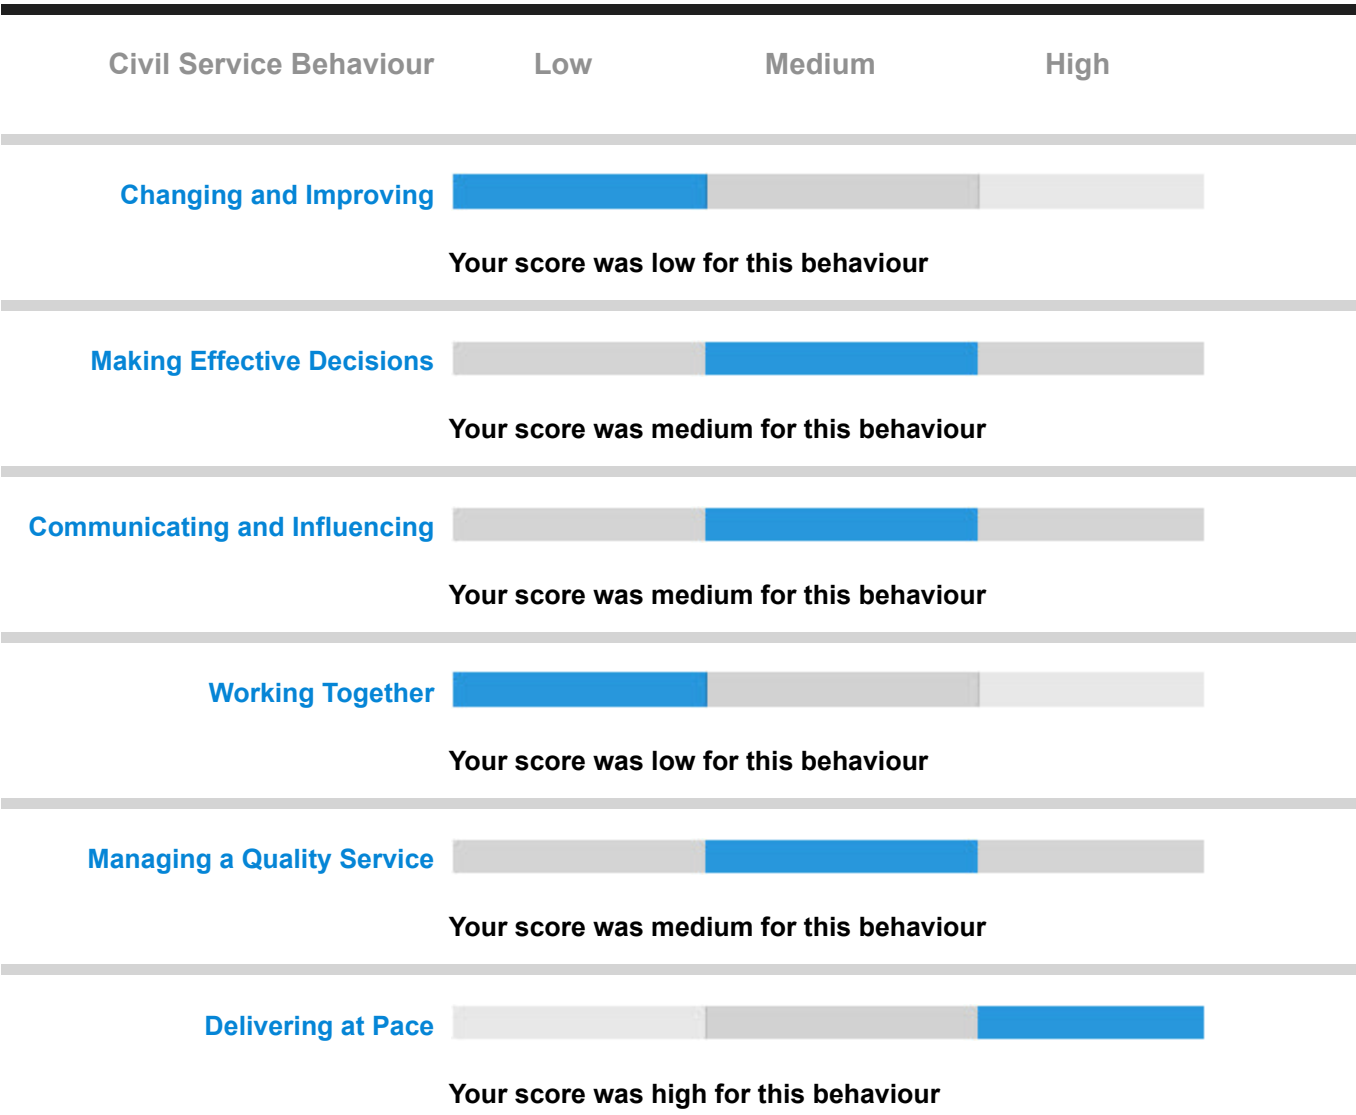 Civil Service Behaviour Low Medium High
Changing and Improving
Your score was low for this behaviour
Making Effective Decisions
Your score was medium for this behaviour
Communicating and Influencing
Your score was medium for this behaviour
Working Together
Your score was low for this behaviour
Managing a Quality Service
Your score was medium for this behaviour
Delivering at Pace
Your score was high for this behaviour